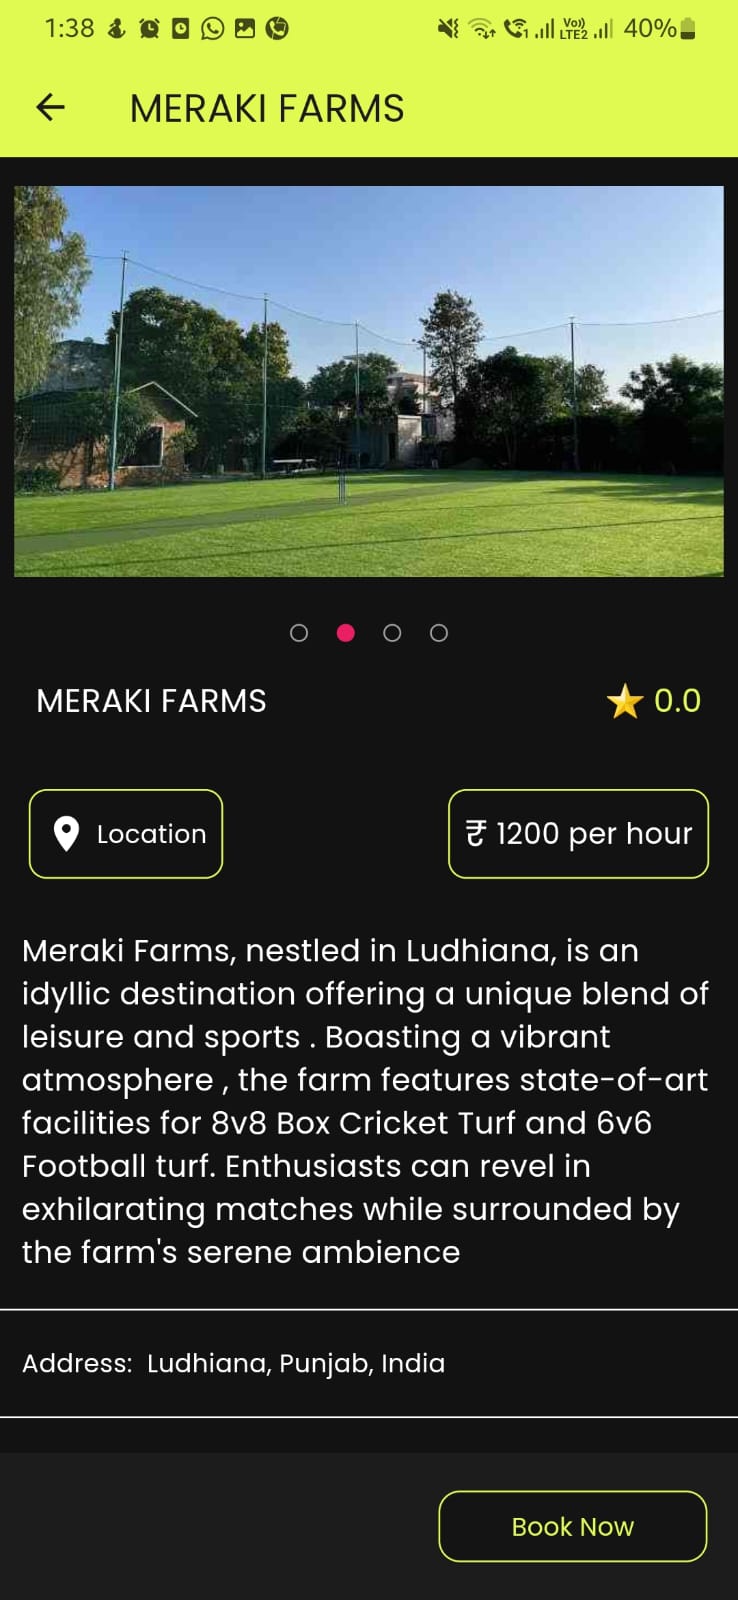 1:38
Vo))
LTE2
40%
MERAKI FARMS
MERAKI FARMS
0.0
Location
₹ 1200 per hour
Meraki Farms, nestled in Ludhiana, is an
idyllic destination offering a unique blend of
leisure and sports . Boasting a vibrant
atmosphere , the farm features state-of-art
facilities for 8v8 Box Cricket Turf and 6v6
Football turf. Enthusiasts can revel in
exhilarating matches while surrounded by
the farm's serene ambience
Address: Ludhiana, Punjab, India
Book Now